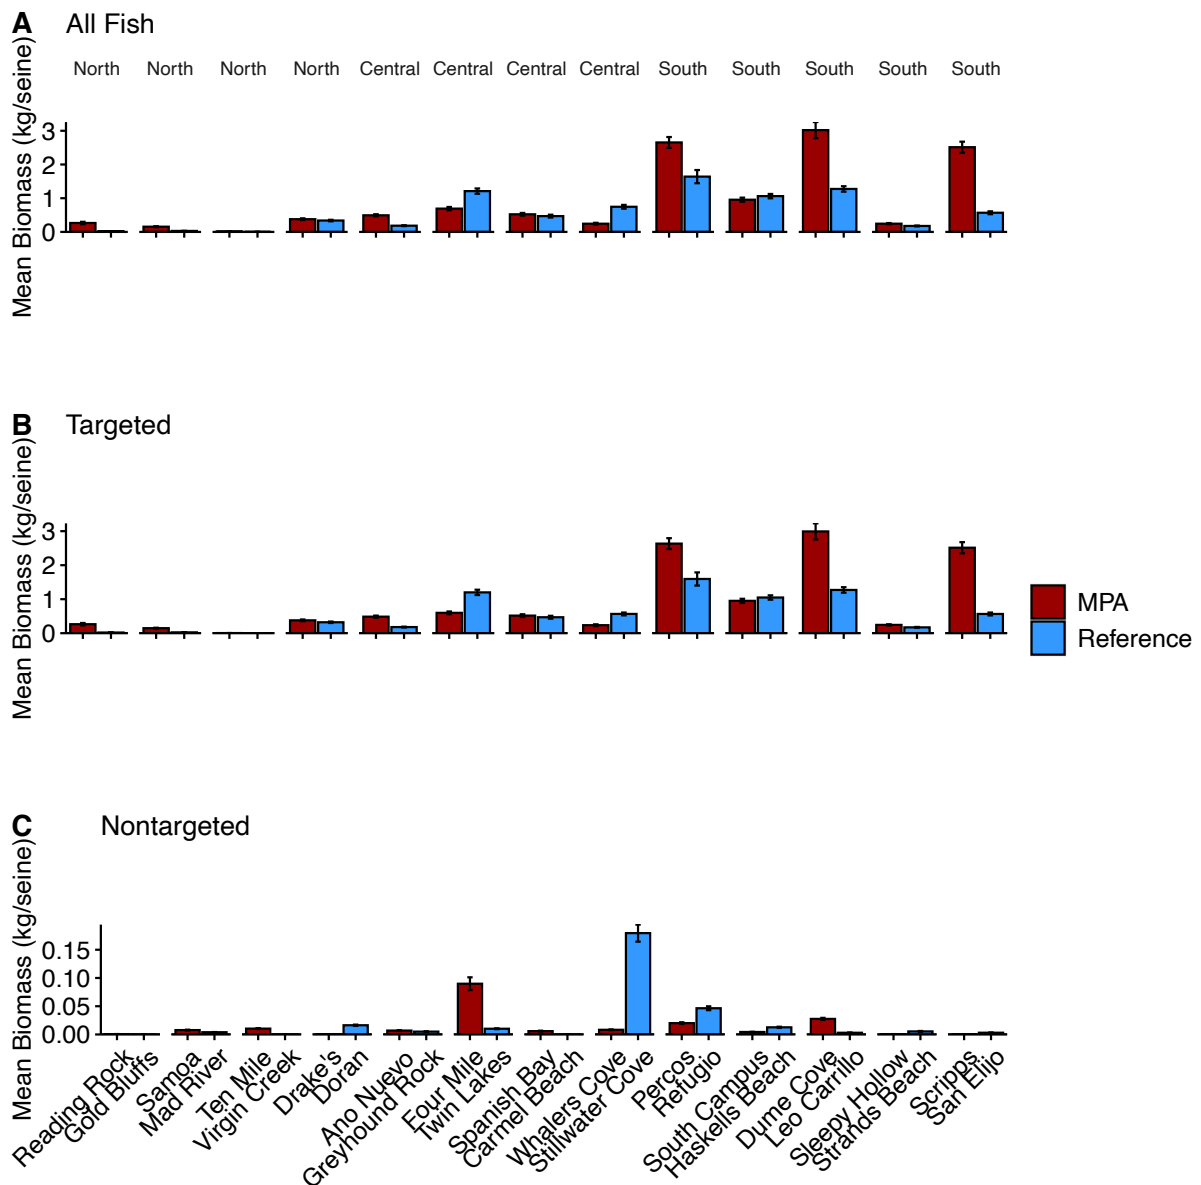 A All Fish
North North North North Central Central Central Central South South South South South
Mean Biomass (kg/seine)
3
2
1
0
B Targeted
Mean Biomass (kg/seine)
3
2
1
0
MPA
Reference
C Nontargeted
Mean Biomass (kg/seine)
0.15
0.10
0.05
0.00
Reading Rock
Gold Bluffs
Samoa
Mad River
Ten Mile
Virgin Creek
Drake's
Doran
Ano Nuevo
Greyhound Rock
Four Mile
Twin Lakes
Spanish Bay
Carmel Beach
Whalers Cove
Stillwater Cove
Percos.
Refugio
South Campus
Haskells Beach
Dume Cove
Leo Carrillo
Sleepy Hollow
Strands Beach
Scripps
San Elijo